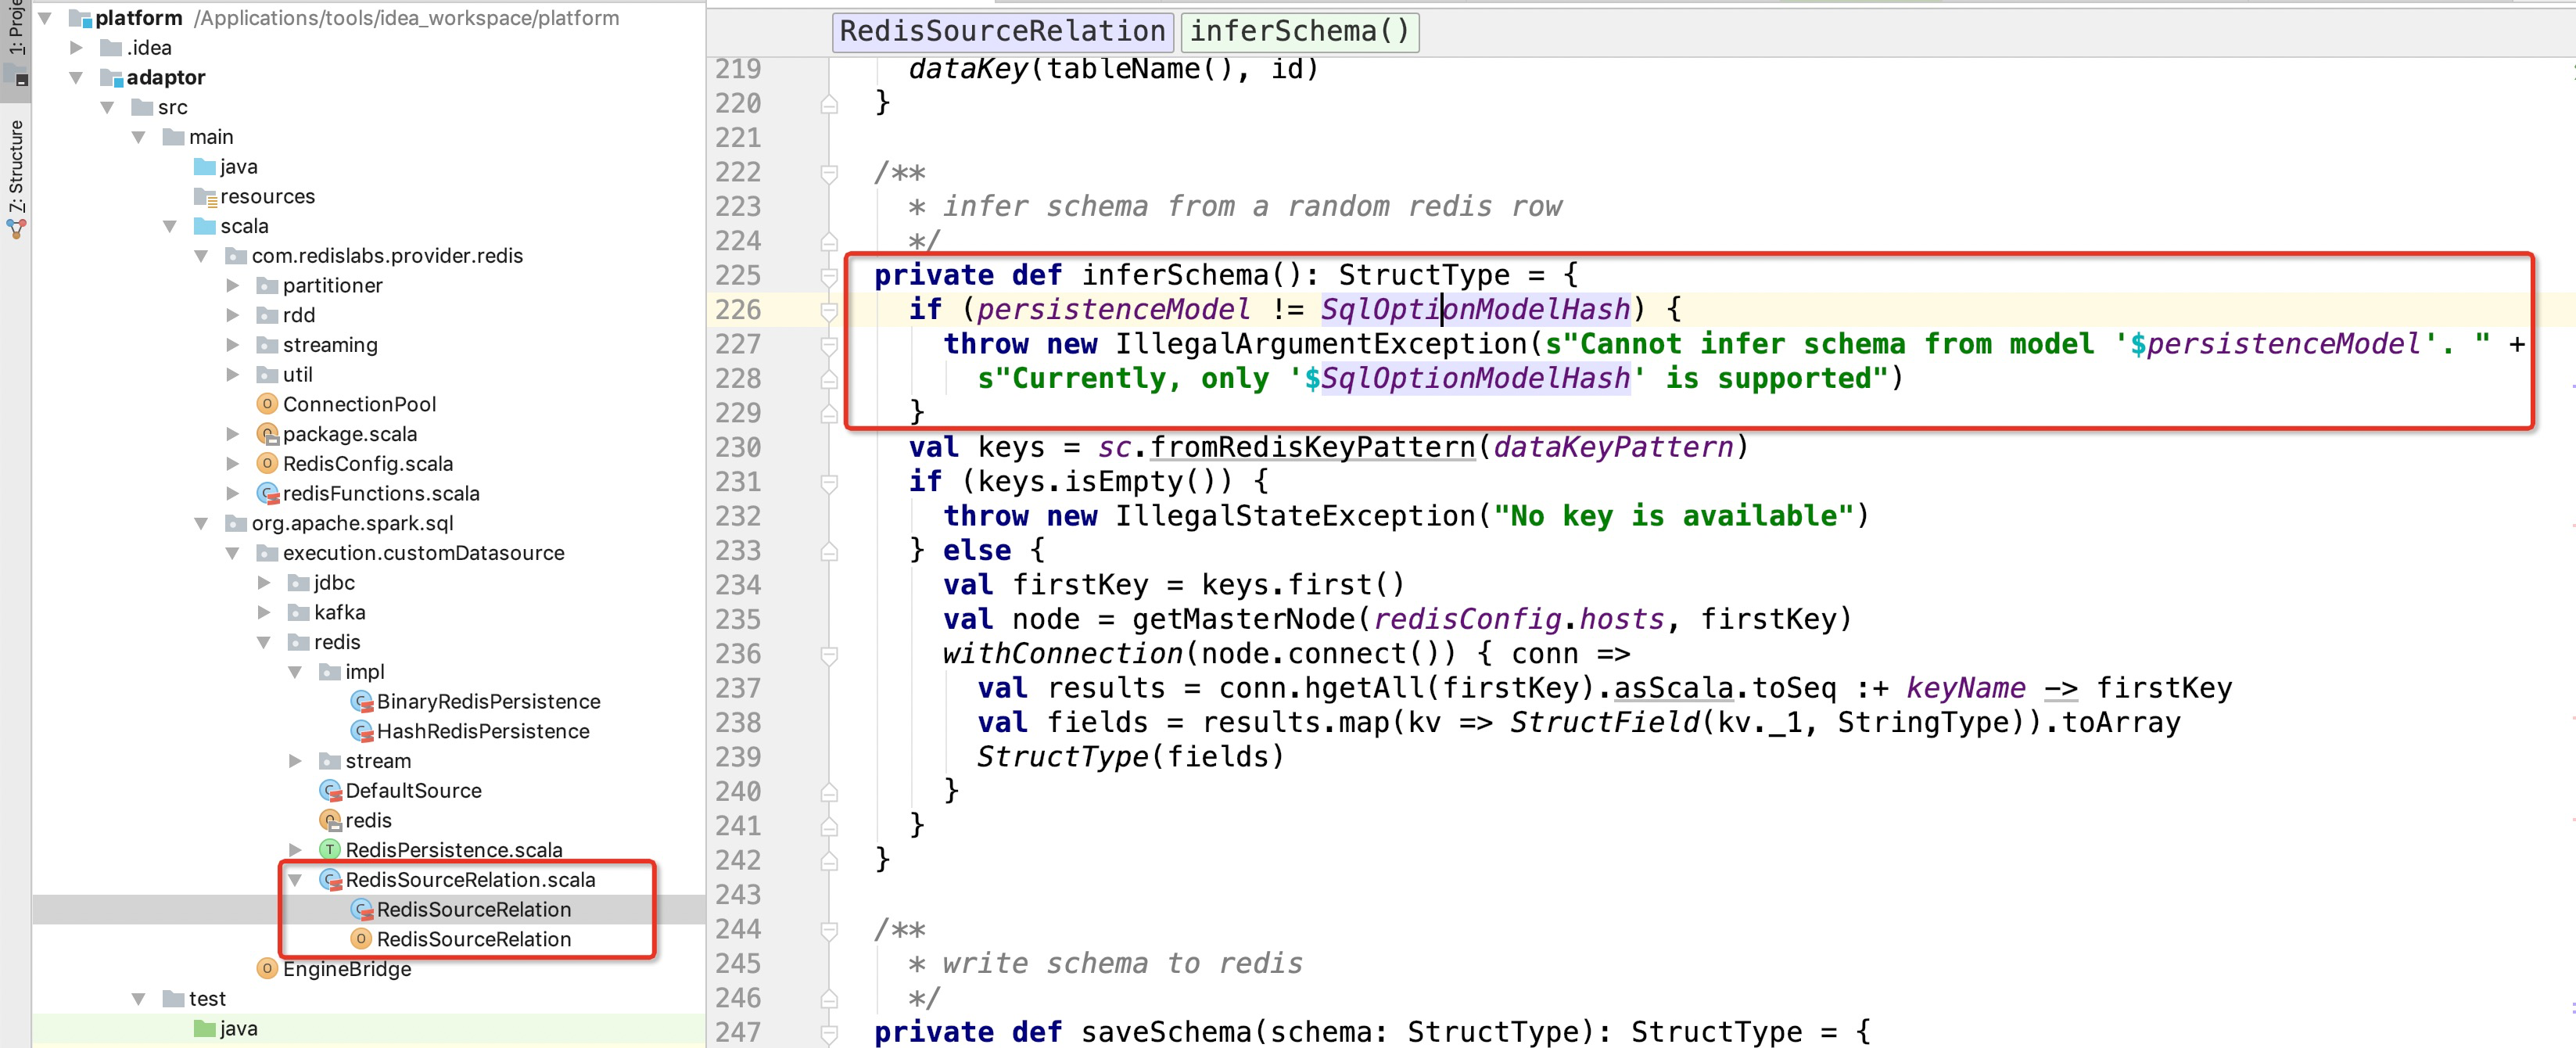 1: Proje
Z: Structure
platform /Applications/tools/idea_workspace/platform
.idea
adaptor
src
main
java
resources
scala
com.redislabs.provider.redis
partitioner
rdd
streaming
util
ConnectionPool
package.scala
RedisConfig.scala
redisFunctions.scala
org.apache.spark.sql
execution.customDatasource
jdbc
kafka
redis
impl
BinaryRedisPersistence
HashRedisPersistence
stream
DefaultSource
redis
RedisPersistence.scala
RedisSourceRelation.scala
RedisSourceRelation
RedisSourceRelation
EngineBridge
test
java
RedisSourceRelation inferSchema()
219 dataKey(tableName(), id)
220 }
221
222 /**
223 * infer schema from a random redis row
224 */
225 private def inferSchema(): StructType = {
226 if (persistenceModel != SqlOptionModelHash) {
227 throw new IllegalArgumentException(s"Cannot infer schema from model '$persistenceModel'. " +
228 s"Currently, only '$SqlOptionModelHash' is supported")
229 }
230 val keys = sc.fromRedisKeyPattern(dataKeyPattern)
231 if (keys.isEmpty()) {
232 throw new IllegalStateException("No key is available")
233 } else {
234 val firstKey = keys.first()
235 val node = getMasterNode(redisConfig.hosts, firstKey)
236 withConnection(node.connect()) { conn =>
237 val results = conn.hgetAll(firstKey).asScala.toSeq :+ keyName -> firstKey
238 val fields = results.map(kv => StructField(kv._1, StringType)).toArray
239 StructType(fields)
240 }
241 }
242 }
243
244 /**
245 * write schema to redis
246 */
247 private def saveSchema(schema: StructType): StructType = {